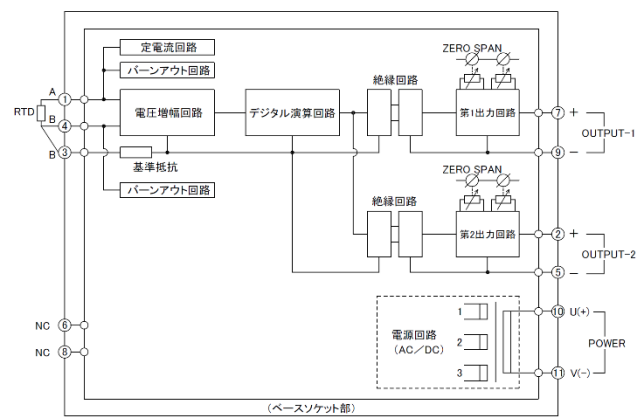 定電流回路
ZERO SPAN
バーンアウト回路
絶縁回路
A
①
RTD
電圧増幅回路
デジタル演算回路
第1出力回路
⑦ +
OUTPUT-1
B
④
B
③
⑨ −
基準抵抗
ZERO SPAN
バーンアウト回路
絶縁回路
第2出力回路
② +
OUTPUT-2
⑤ −
NC ⑥
NC ⑧
電源回路
(AC/DC)
1
2
3
⑩ U(+)
POWER
⑪ V(−)
(ベースソケット部)